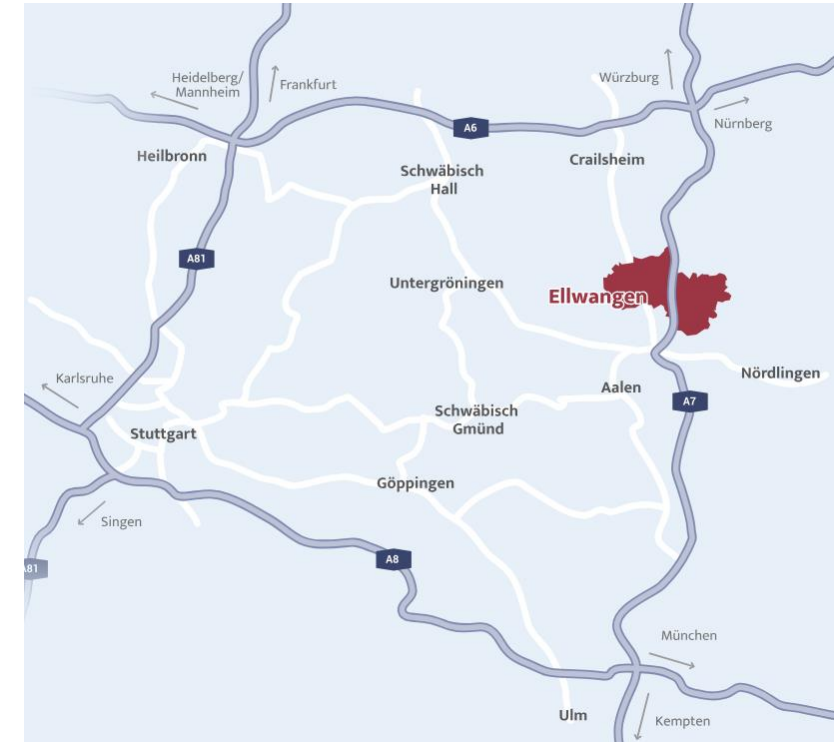 Heidelberg/
Mannheim
Frankfurt
Würzburg
Nürnberg
A6
Heilbronn
Crailsheim
Schwäbisch
Hall
A81
Untergröningen
Ellwangen
Karlsruhe
Nördlingen
Aalen
A7
Schwäbisch
Gmünd
Stuttgart
Göppingen
Singen
A8
A81
München
Ulm
Kempten